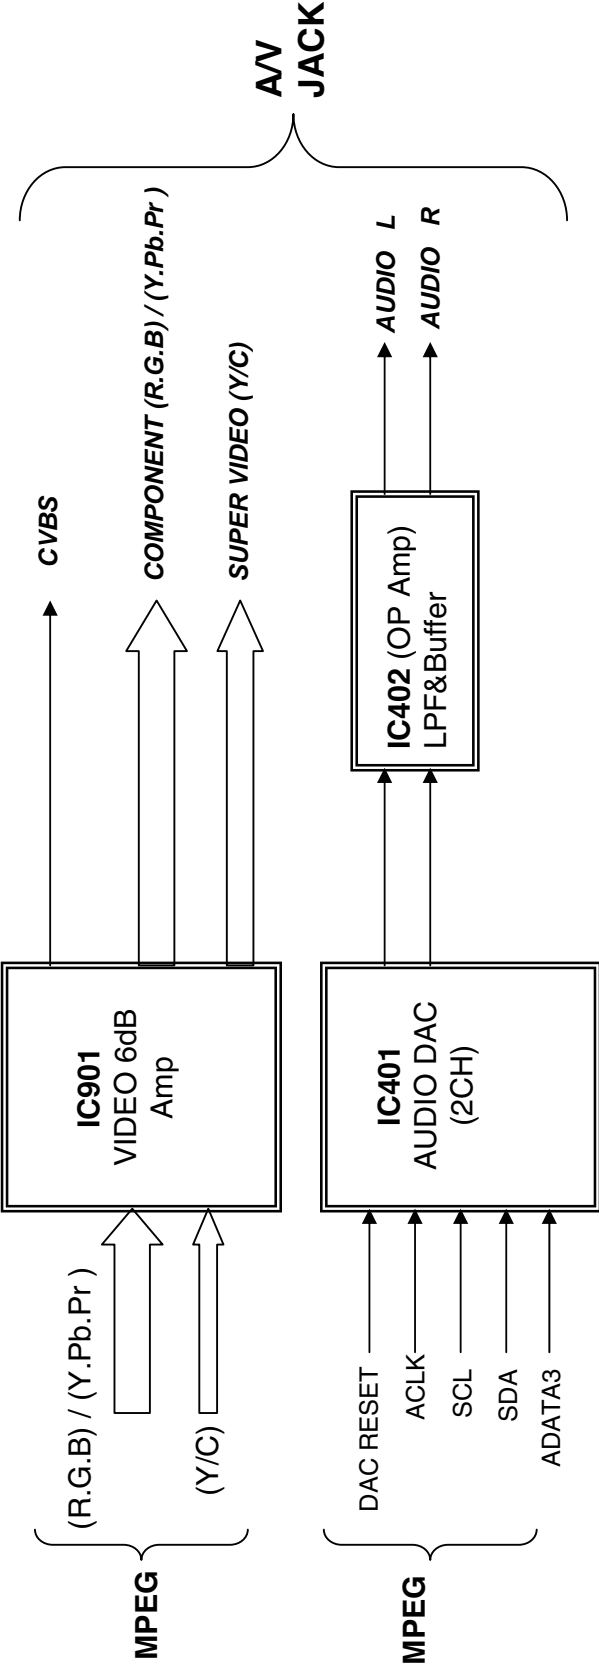 MPEG
(R.G.B) / (Y.Pb.Pr )
(Y/C)
IC901
VIDEO 6dB
Amp
CVBS
COMPONENT (R.G.B) / (Y.Pb.Pr )
SUPER VIDEO (Y/C)
MPEG
DAC RESET
ACLK
SCL
SDA
ADATA3
IC401
AUDIO DAC
(2CH)
IC402 (OP Amp)
LPF&Buffer
AUDIO L
AUDIO R
A/V
JACK